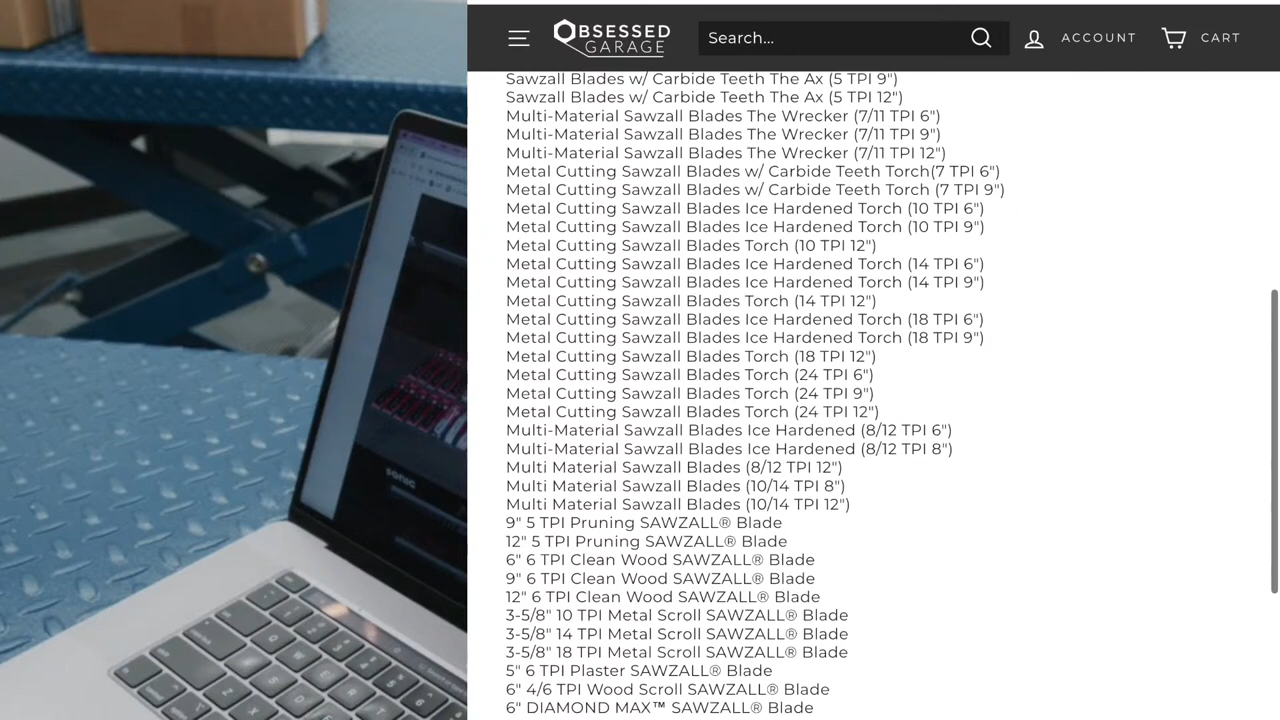 OBSESSED
GARAGE
Search...
ACCOUNT
CART
Sawzall Blades w/ Carbide Teeth The Ax (5 TPI 9")
Sawzall Blades w/ Carbide Teeth The Ax (5 TPI 12")
Multi-Material Sawzall Blades The Wrecker (7/11 TPI 6")
Multi-Material Sawzall Blades The Wrecker (7/11 TPI 9")
Multi-Material Sawzall Blades The Wrecker (7/11 TPI 12")
Metal Cutting Sawzall Blades w/ Carbide Teeth Torch(7 TPI 6")
Metal Cutting Sawzall Blades w/ Carbide Teeth Torch (7 TPI 9")
Metal Cutting Sawzall Blades Ice Hardened Torch (10 TPI 6")
Metal Cutting Sawzall Blades Ice Hardened Torch (10 TPI 9")
Metal Cutting Sawzall Blades Torch (10 TPI 12")
Metal Cutting Sawzall Blades Ice Hardened Torch (14 TPI 6")
Metal Cutting Sawzall Blades Ice Hardened Torch (14 TPI 9")
Metal Cutting Sawzall Blades Torch (14 TPI 12")
Metal Cutting Sawzall Blades Ice Hardened Torch (18 TPI 6")
Metal Cutting Sawzall Blades Ice Hardened Torch (18 TPI 9")
Metal Cutting Sawzall Blades Torch (18 TPI 12")
Metal Cutting Sawzall Blades Torch (24 TPI 6")
Metal Cutting Sawzall Blades Torch (24 TPI 9")
Metal Cutting Sawzall Blades Torch (24 TPI 12")
Multi-Material Sawzall Blades Ice Hardened (8/12 TPI 6")
Multi-Material Sawzall Blades Ice Hardened (8/12 TPI 8")
Multi Material Sawzall Blades (8/12 TPI 12")
Multi Material Sawzall Blades (10/14 TPI 8")
Multi Material Sawzall Blades (10/14 TPI 12")
9" 5 TPI Pruning SAWZALL® Blade
12" 5 TPI Pruning SAWZALL® Blade
6" 6 TPI Clean Wood SAWZALL® Blade
9" 6 TPI Clean Wood SAWZALL® Blade
12" 6 TPI Clean Wood SAWZALL® Blade
3-5/8" 10 TPI Metal Scroll SAWZALL® Blade
3-5/8" 14 TPI Metal Scroll SAWZALL® Blade
3-5/8" 18 TPI Metal Scroll SAWZALL® Blade
5" 6 TPI Plaster SAWZALL® Blade
6" 4/6 TPI Wood Scroll SAWZALL® Blade
6" DIAMOND MAX™ SAWZALL® Blade
SONIC